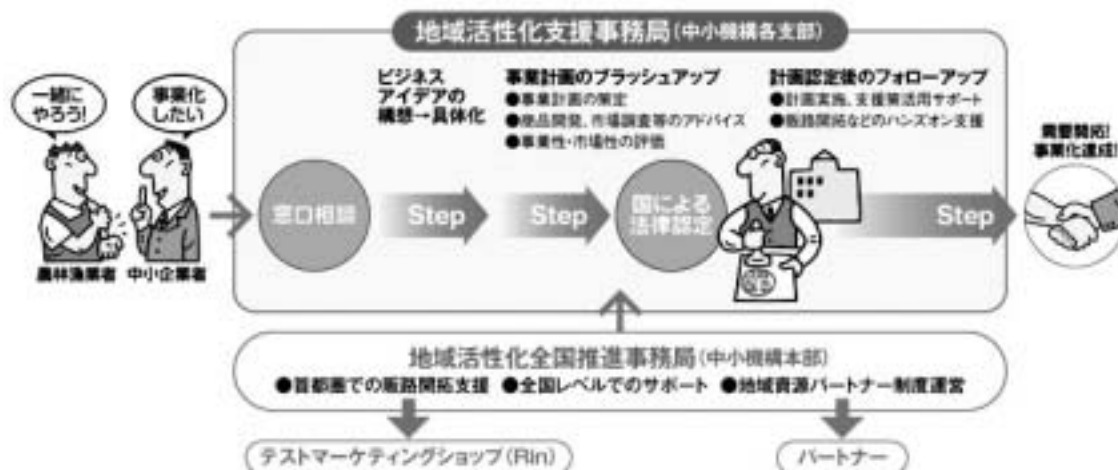 地域活性化支援事務局(中小機構各支部)
一緒に
やろう!
事業化
したい
農林漁業者
中小企業者
窓口相談
ビジネス
アイデアの
構想→具体化
Step
事業計画のブラッシュアップ
●事業計画の策定
●商品開発、市場調査等のアドバイス
●事業性・市場性の評価
Step
国による
法律認定
計画認定後のフォローアップ
●計画実施、支援策活用サポート
●販路開拓などのハンズオン支援
Step
需要開拓!
事業化達成!
地域活性化全国推進事務局(中小機構本部)
●首都圏での販路開拓支援 ●全国レベルでのサポート ●地域資源パートナー制度運営
テストマーケティングショップ(Rin)
パートナー